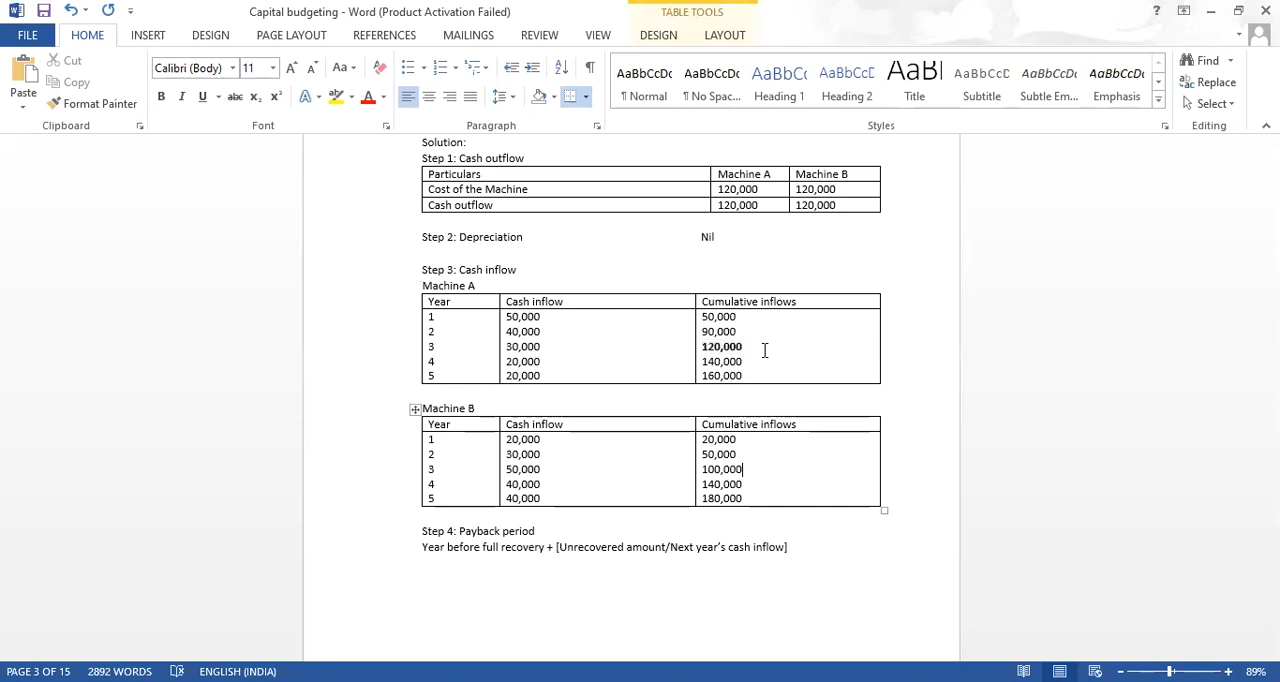 Capital budgeting - Word (Product Activation Failed)
TABLE TOOLS
FILE HOME INSERT DESIGN PAGE LAYOUT REFERENCES MAILINGS REVIEW VIEW DESIGN LAYOUT
Paste
Cut
Copy
Format Painter
Clipboard
Calibri (Body) 11
B I U abc x₂ x²
Font
Paragraph
AaBbCcDc AaBbCcDc AaBbCc AaBbCcE AaBl AaBbCcD AaBbCcDc AaBbCcDc
¶ Normal ¶ No Spac... Heading 1 Heading 2 Title Subtitle Subtle Em... Emphasis
Styles
Find
Replace
Select
Editing
Solution:
Step 1: Cash outflow
Particulars Machine A Machine B
Cost of the Machine 120,000 120,000
Cash outflow 120,000 120,000
Step 2: Depreciation Nil
Step 3: Cash inflow
Machine A
Year Cash inflow Cumulative inflows
1 50,000 50,000
2 40,000 90,000
3 30,000 120,000
4 20,000 140,000
5 20,000 160,000
Machine B
Year Cash inflow Cumulative inflows
1 20,000 20,000
2 30,000 50,000
3 50,000 100,000
4 40,000 140,000
5 40,000 180,000
Step 4: Payback period
Year before full recovery + [Unrecovered amount/Next year's cash inflow]
PAGE 3 OF 15 2892 WORDS ENGLISH (INDIA) 89%